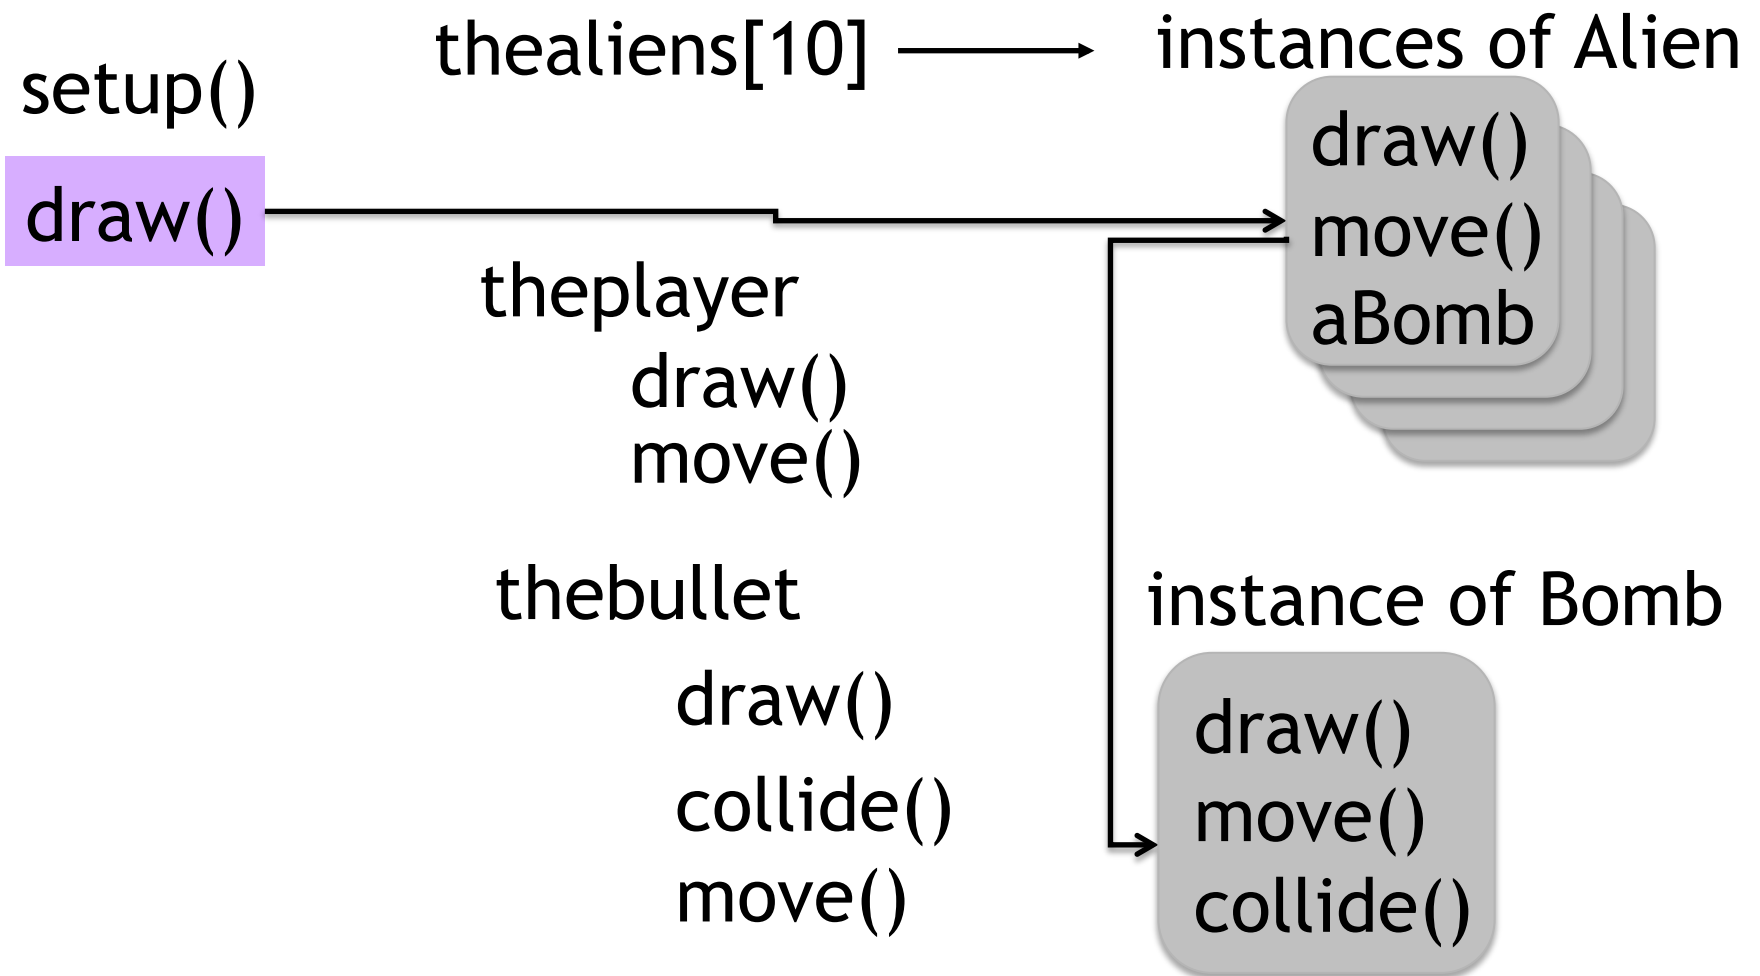 setup()
draw()
thealiens[10]
theplayer
draw()
move()
thebullet
draw()
collide()
move()
instances of Alien
draw()
move()
aBomb
instance of Bomb
draw()
move()
collide()